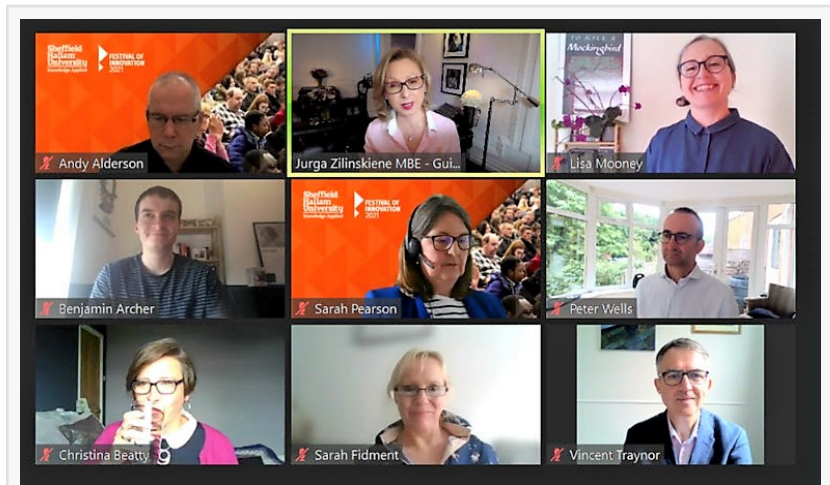 Sheffield
Hallam
University
Knowledge Applied
FESTIVAL OF
INNOVATION
2021
Mockingbird
Andy Alderson
Jurga Zilinskiene MBE - Gui...
Lisa Mooney
Sheffield
Hallam
University
Knowledge Applied
FESTIVAL OF
INNOVATION
2021
Benjamin Archer
Sarah Pearson
Peter Wells
Christina Beatty
Sarah Fidment
Vincent Traynor